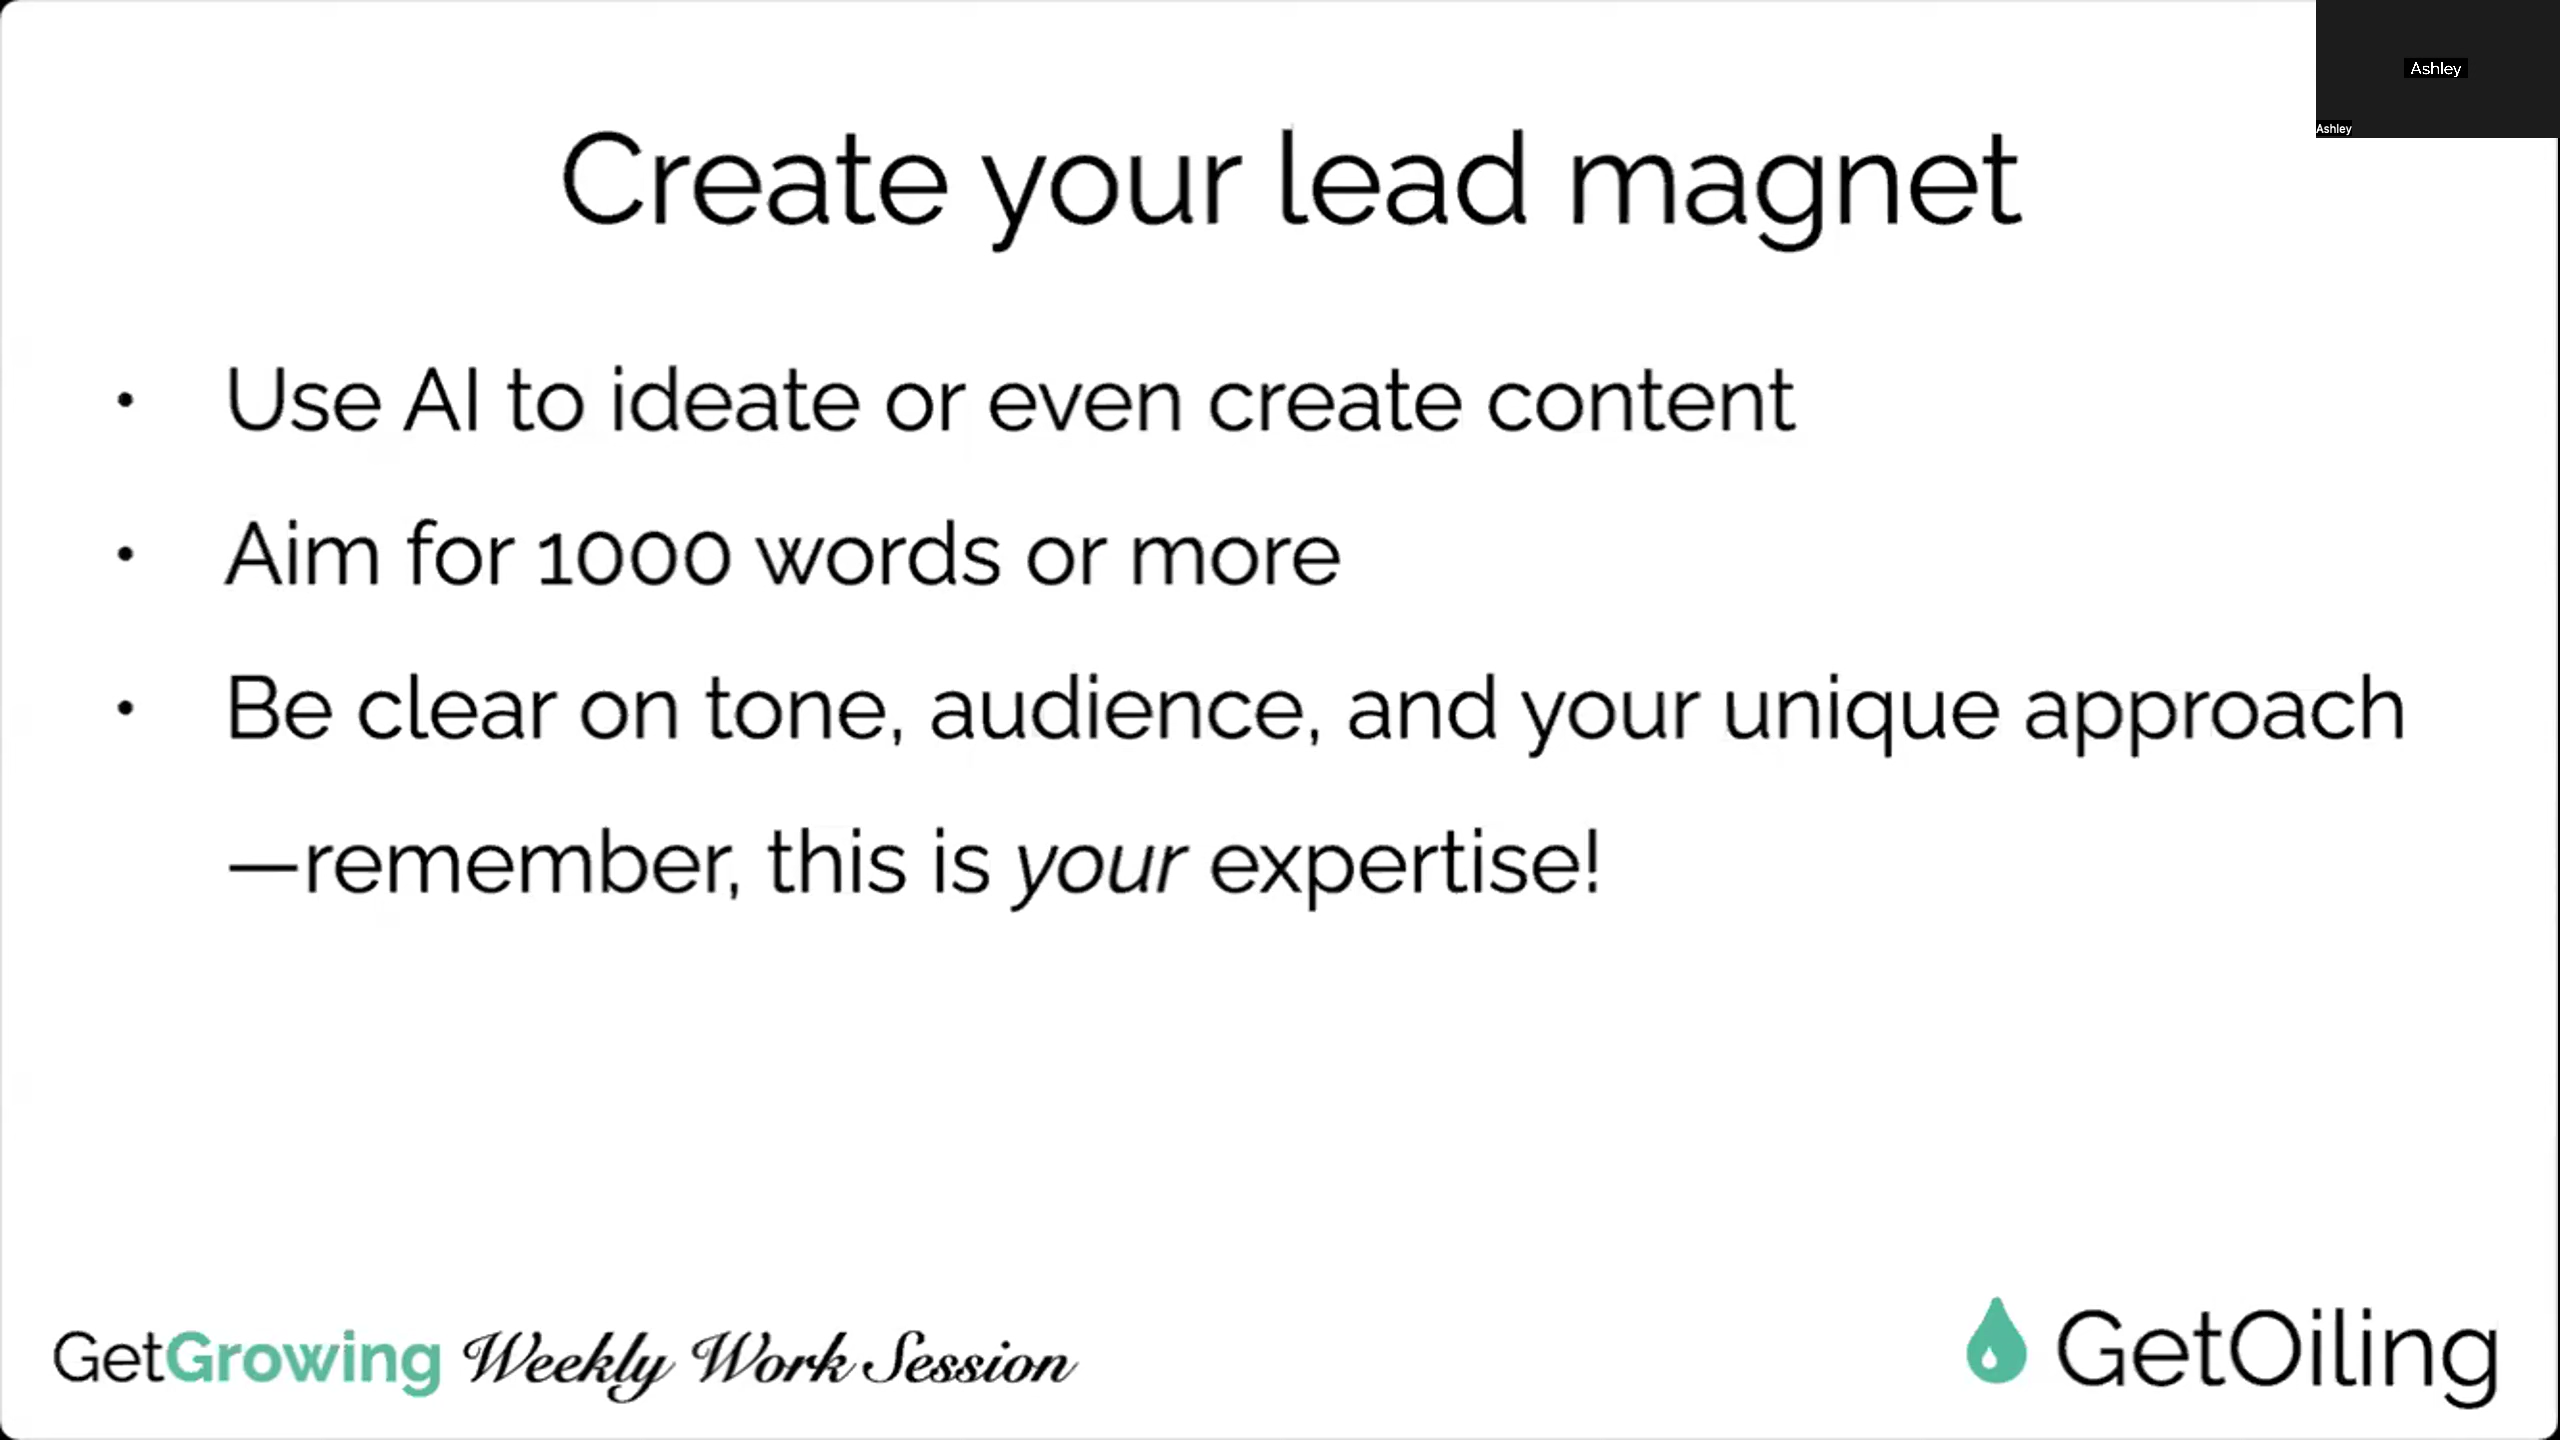 Ashley
Ashley
Create your lead magnet
• Use AI to ideate or even create content
• Aim for 1000 words or more
• Be clear on tone, audience, and your unique approach
—remember, this is your expertise!
GetGrowing Weekly Work Session
GetOiling